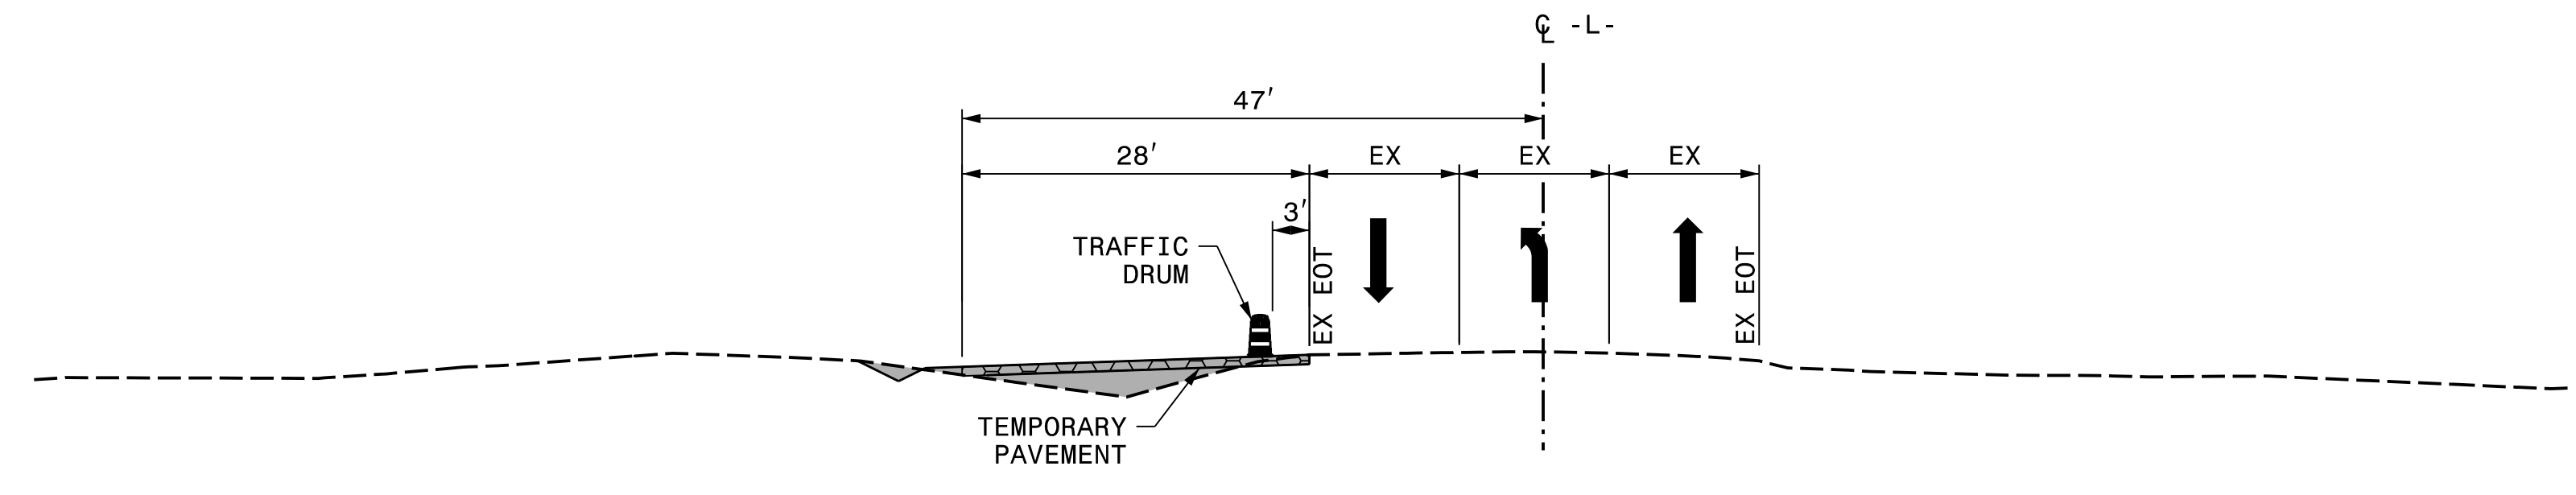 ℄ -L-
47'
28' EX EX EX
3'
TRAFFIC
DRUM
EX EOT
EX EOT
TEMPORARY
PAVEMENT